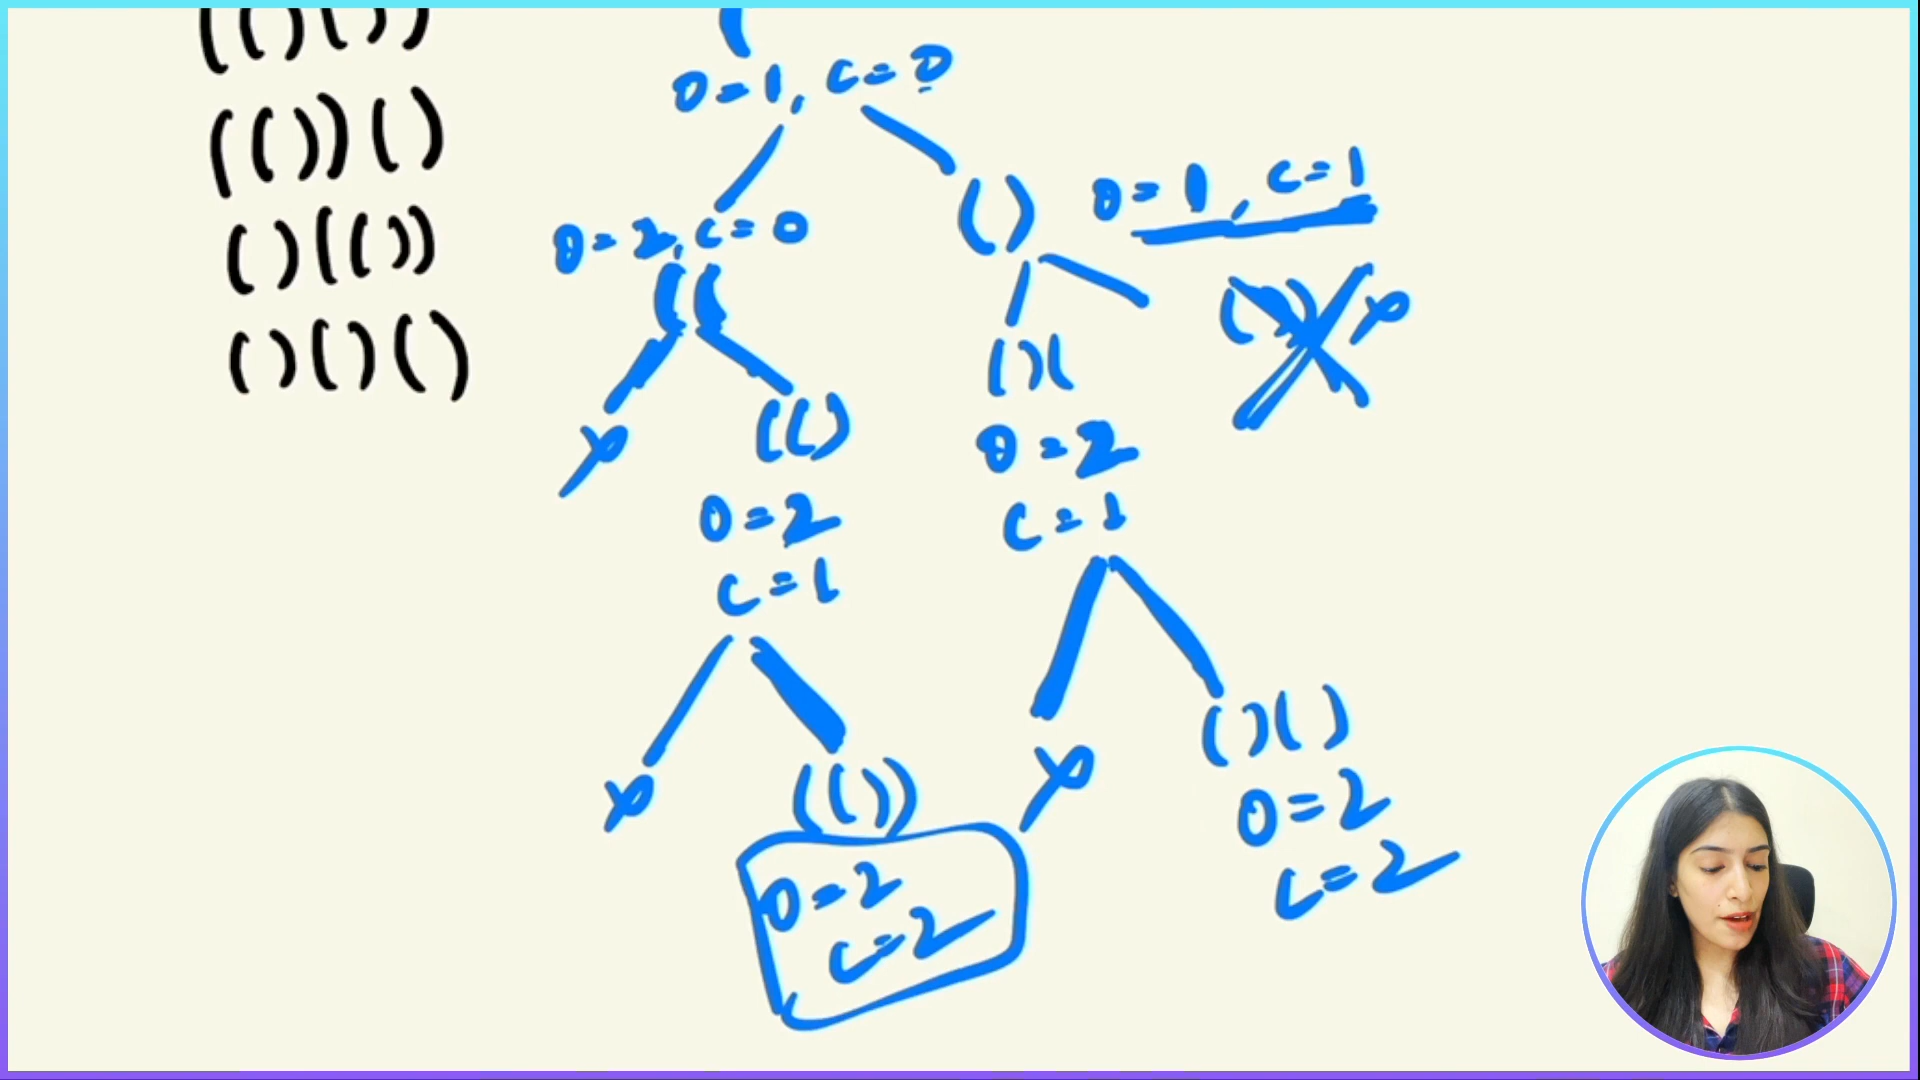 (()())
(())()
()(())
()()()
(
O=1, C=0
O=2, C=0
((
()
O=1, C=1
())
(()
O=2
C=1
()(
O=2
C=1
(())
O=2
C=2
()()
O=2
C=2